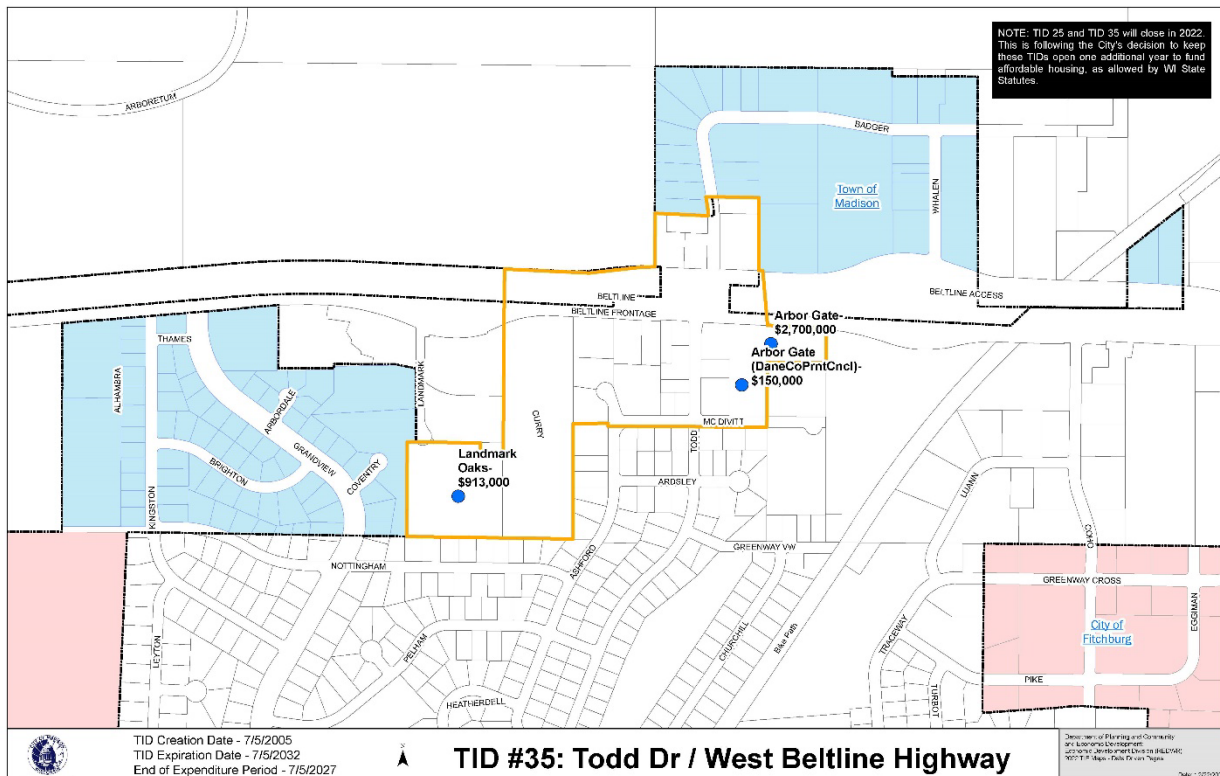 NOTE: TID 25 and TID 35 will close in 2022.
This is following the City's decision to keep
these TIDs open one additional year to fund
affordable housing, as allowed by WI State
Statutes.
ARBORETUM
BADGER
Town of
Madison
WHALEN
BELTLINE
BELTLINE ACCESS
BELTLINE FRONTAGE
Arbor Gate-
$2,700,000
Arbor Gate
(DaneCoPrntCncl)-
$150,000
THAMES
ALHAMBRA
ARBORDALE
LANDMARK
CURRY
MC DIVITT
TODD
GRANDVIEW
BRIGHTON
COVENTRY
Landmark
Oaks-
$913,000
ARDSLEY
LUANN
KINGSTON
NOTTINGHAM
ASHFORD
GREENWAY VW
COYKO
GREENWAY CROSS
EGGIMAN
City of
Fitchburg
LEYTON
PELHAM
CHURCHILL
Bike Path
TRACEWAY
PIKE
TURBOT
HEATHERDELL
TID Creation Date - 7/5/2005
TID Expiration Date - 7/5/2032
End of Expenditure Period - 7/5/2027
TID #35: Todd Dr / West Beltline Highway
Department of Planning and Community
and Economic Development
Economic Development Division